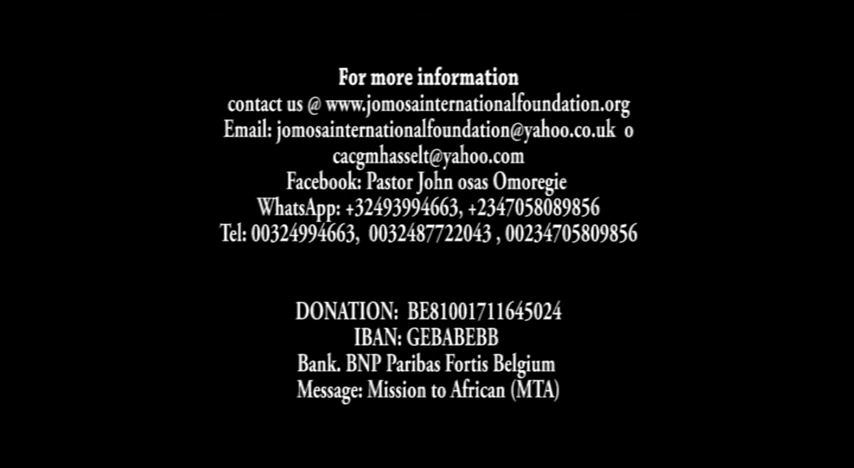 For more information
contact us @ www.jomosainternationalfoundation.org
Email: jomosainternationalfoundation@yahoo.co.uk o
cacgmhasselt@yahoo.com
Facebook: Pastor John osas Omoregie
WhatsApp: +32493994663, +2347058089856
Tel: 00324994663, 0032487722043 , 00234705809856
DONATION: BE81001711645024
IBAN: GEBABEBB
Bank. BNP Paribas Fortis Belgium
Message: Mission to African (MTA)